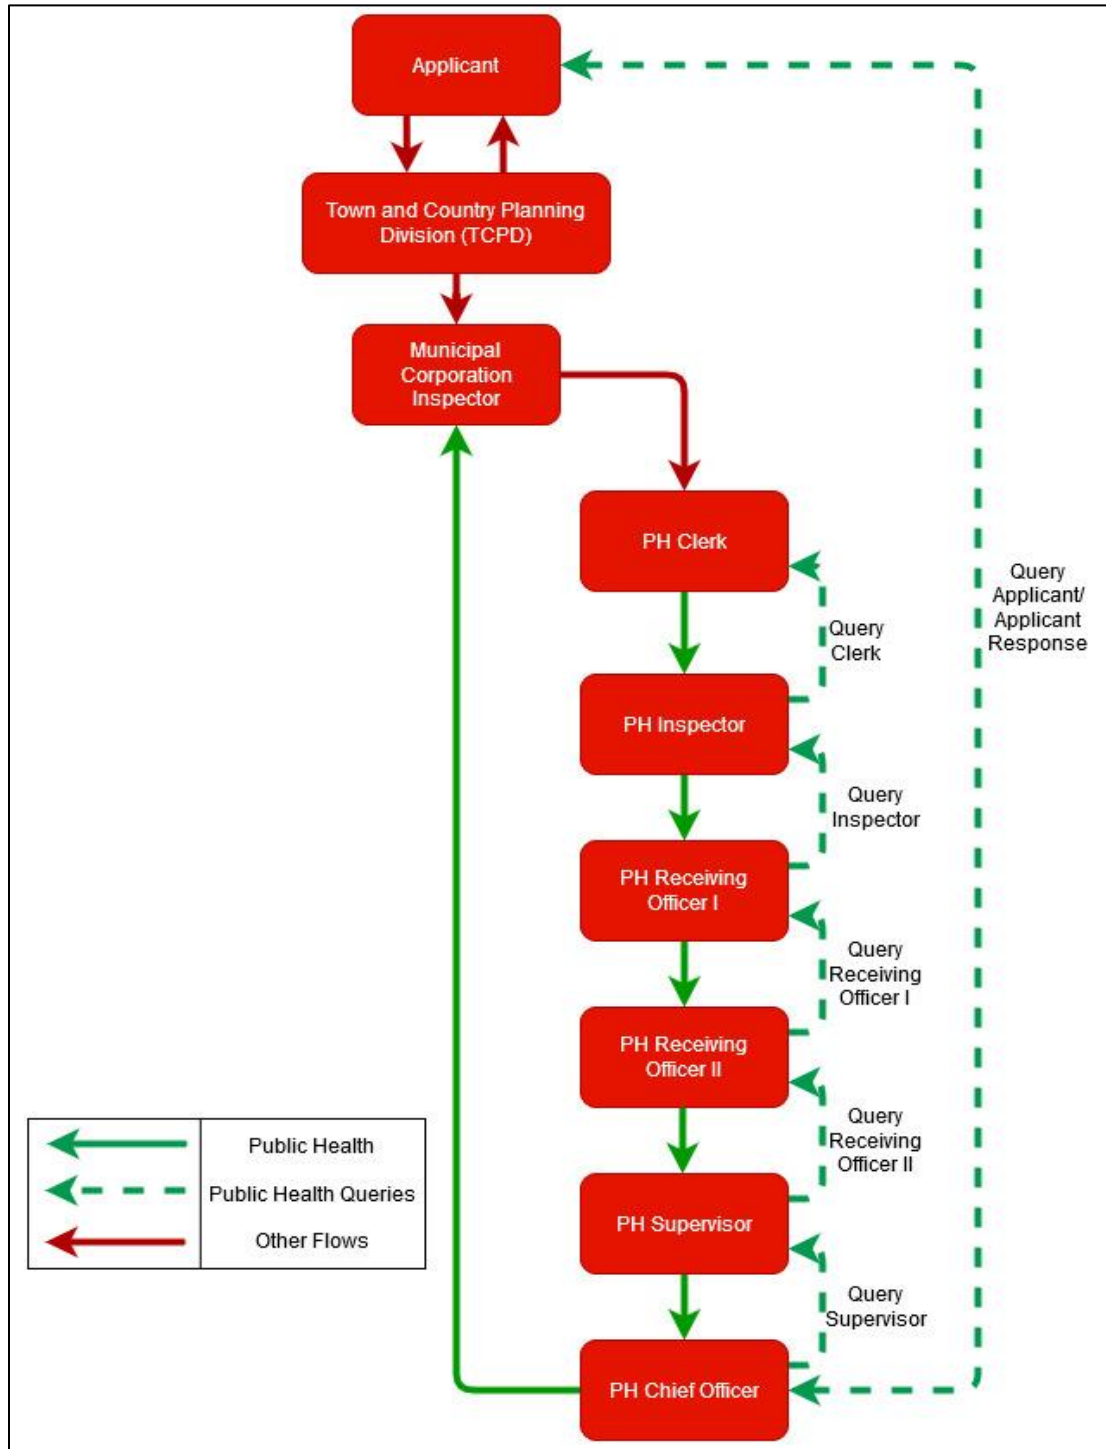 Applicant
Town and Country Planning
Division (TCPD)
Municipal
Corporation
Inspector
PH Clerk
Query
Applicant/
Applicant
Response
Query
Clerk
PH Inspector
Query
Inspector
PH Receiving
Officer I
Query
Receiving
Officer I
PH Receiving
Officer II
Query
Receiving
Officer II
PH Supervisor
Query
Supervisor
PH Chief Officer
Public Health
Public Health Queries
Other Flows